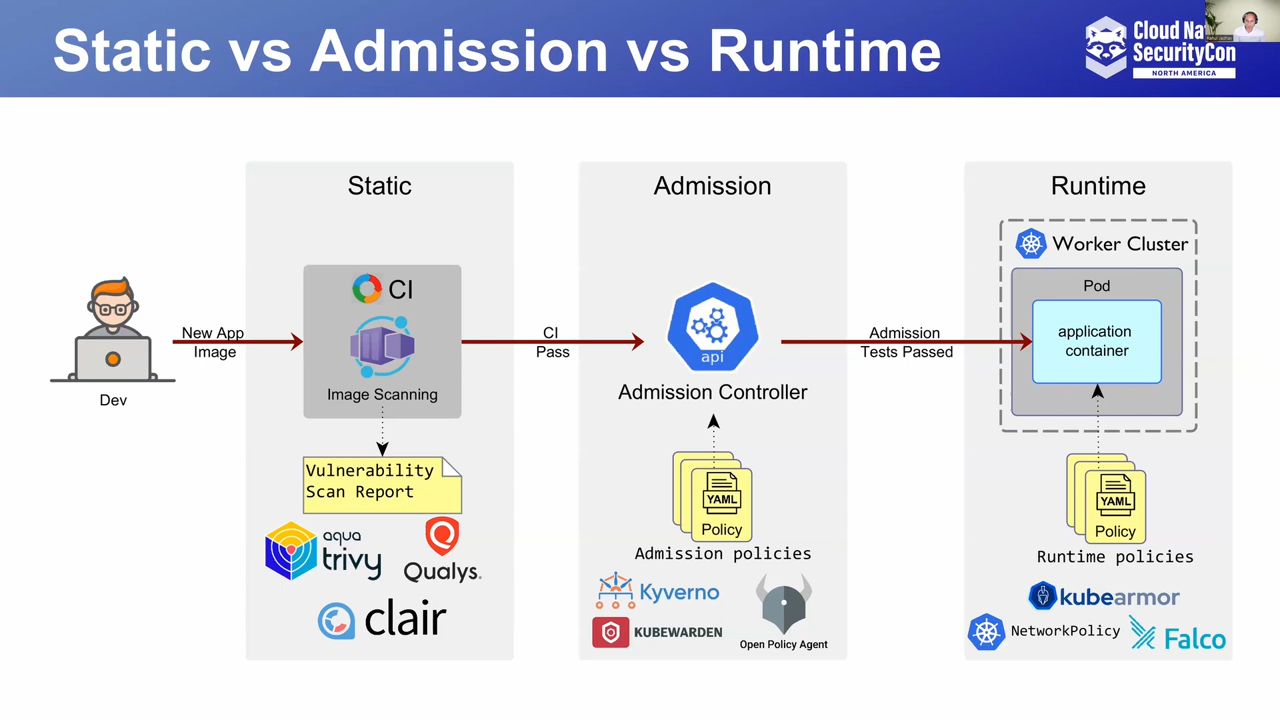 Static vs Admission vs Runtime
Cloud Na
SecurityCon
NORTH AMERICA
Static
CI
Image Scanning
Vulnerability
Scan Report
aqua
trivy
Qualys.
clair
Dev
New App
Image
CI
Pass
Admission
api
Admission Controller
YAML
Policy
Admission policies
Kyverno
KUBEWARDEN
Open Policy Agent
Admission
Tests Passed
Runtime
Worker Cluster
Pod
application
container
YAML
Policy
Runtime policies
kubearmor
NetworkPolicy
Falco